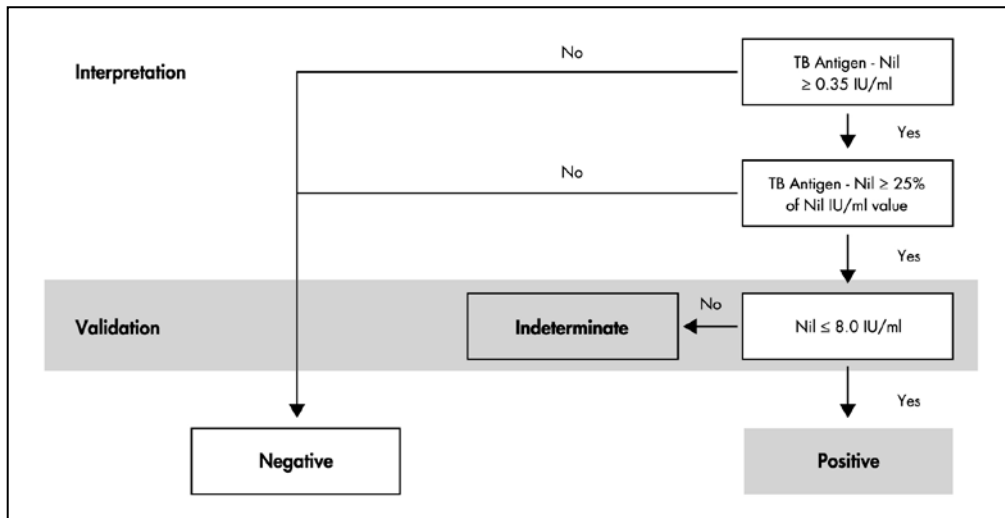 Interpretation
No
TB Antigen - Nil
≥ 0.35 IU/ml
Yes
No
TB Antigen - Nil ≥ 25%
of Nil IU/ml value
Yes
Validation
Indeterminate
No
Nil ≤ 8.0 IU/ml
Yes
Negative
Positive